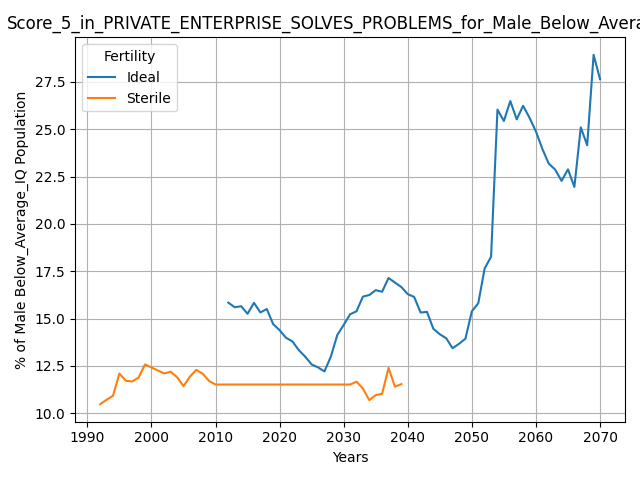 Score_5_in_PRIVATE_ENTERPRISE_SOLVES_PROBLEMS_for_Male_Below_Avera
Fertility
Ideal
Sterile
27.5
25.0
22.5
20.0
17.5
15.0
12.5
10.0
% of Male Below_Average_IQ Population
1990 2000 2010 2020 2030 2040 2050 2060 2070
Years